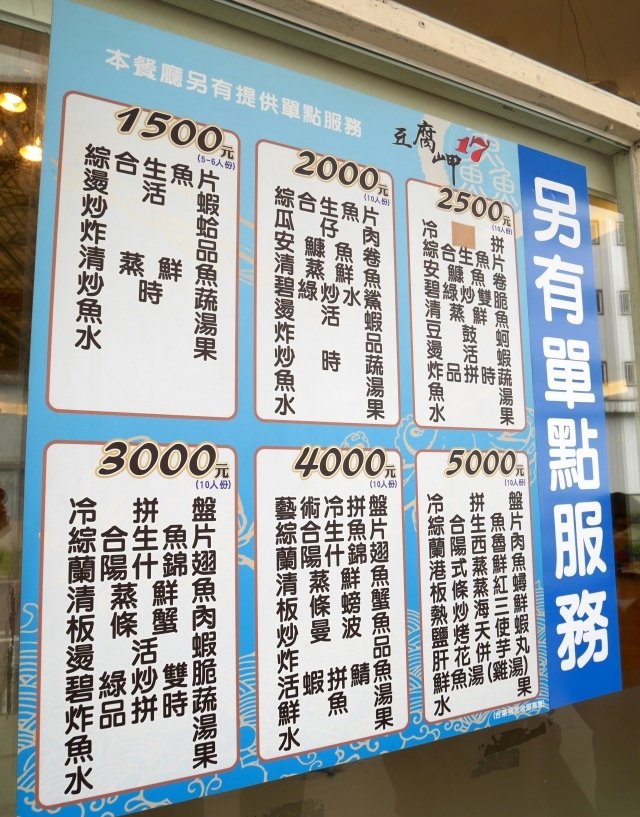 本餐廳另有提供單點服務
豆腐岬17
另有單點服務
1500元
(5-6人份)
綜合生魚片
燙活蝦
炒蛤
炸品
清蒸鮮魚
炒時蔬
魚湯
水果
2000元
(10人份)
綜合生魚片
瓜仔肉
安鱇魚卷
清蒸鮮魚
碧綠炒水鯊
燙活蝦
炸品
炒時蔬
魚湯
水果
2500元
(10人份)
冷拼
綜合生魚片
安鱇魚卷
碧綠炒雙脆
清蒸鮮魚
豆鼓蚵
燙活蝦
炸品拼時蔬
魚湯
水果
3000元
(10人份)
冷拼盤
綜合生魚片
蘭陽什錦翅
清蒸鮮魚
板條蟹肉
燙活蝦
碧綠炒雙脆
炸品拼時蔬
魚湯
水果
4000元
(10人份)
藝術冷拼盤
綜合生魚片
蘭陽什錦翅
清蒸鮮魚
板條螃蟹
炒曼波魚
炸品
活蝦拼鯖魚
鮮魚湯
水果
5000元
(10人份)
冷拼盤
綜合生魚片
蘭陽西魯肉
港式蒸鮮魚
板條蒸紅蟳
熱炒海三鮮
鹽烤天使蝦
肝花併芋丸
鮮魚湯(雞湯)
水果